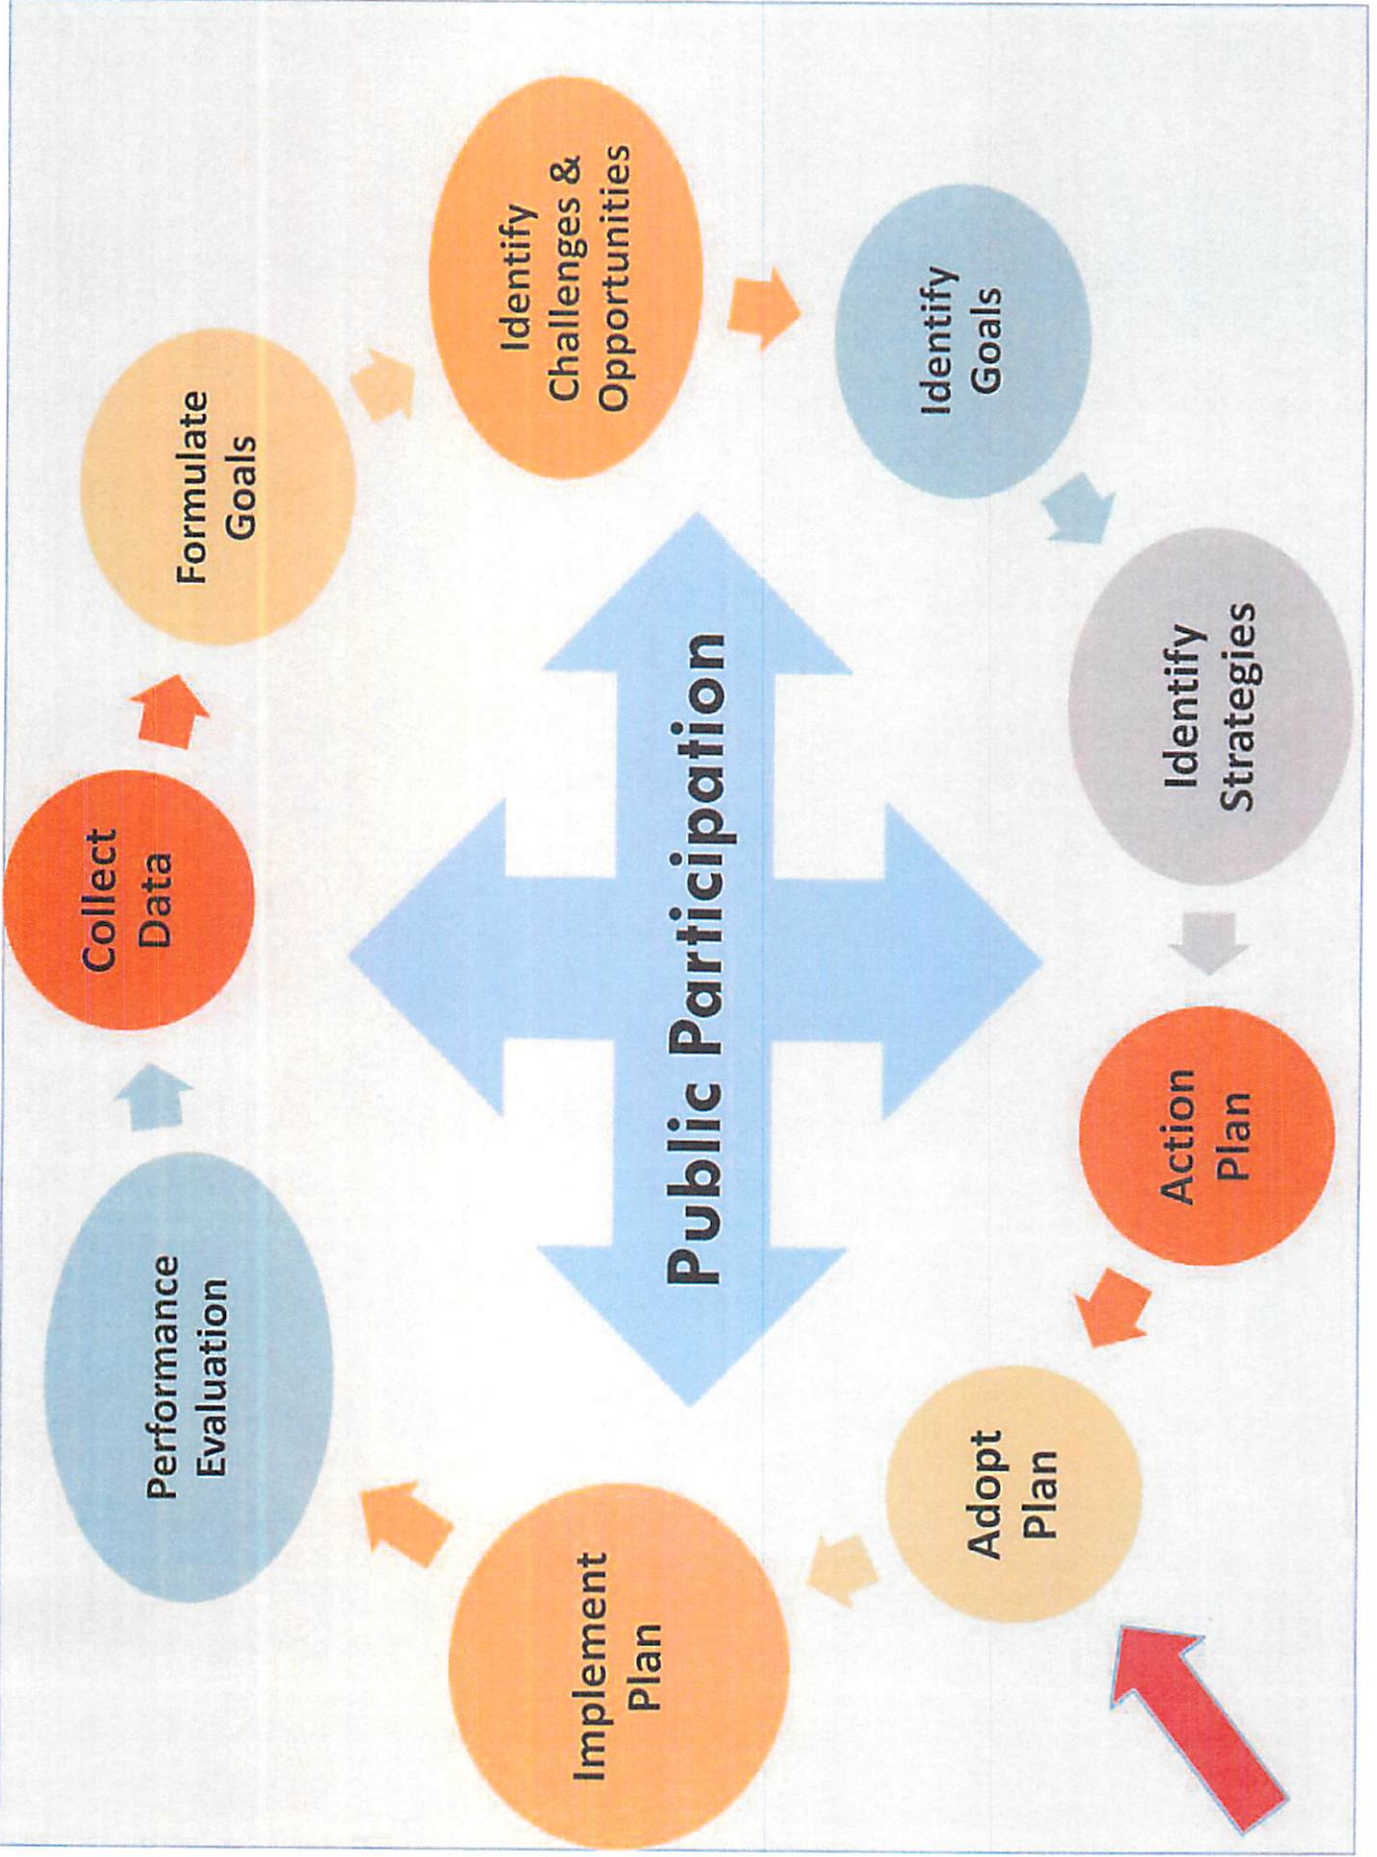 Collect
Data
Formulate
Goals
Identify
Challenges &
Opportunities
Identify
Goals
Identify
Strategies
Action
Plan
Adopt
Plan
Implement
Plan
Performance
Evaluation
Public Participation